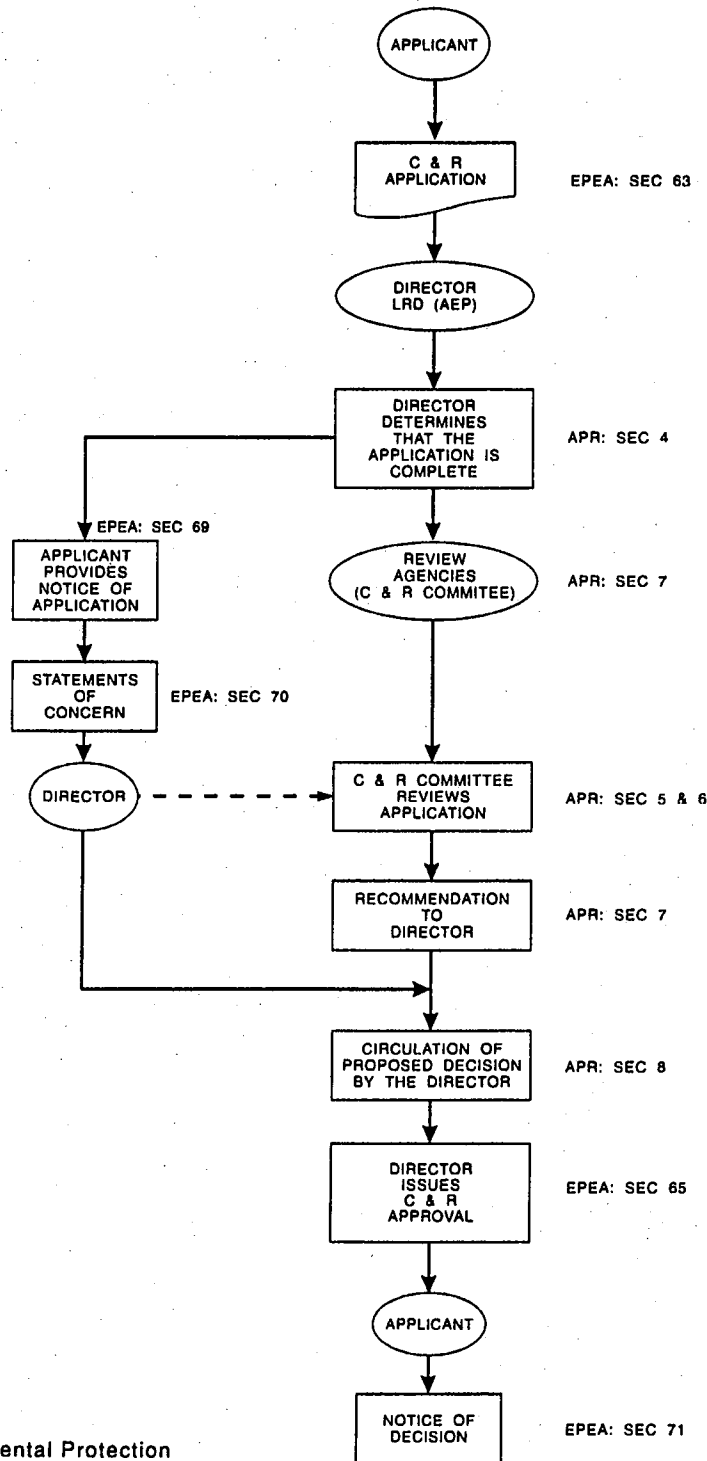 APPLICANT
C & R
APPLICATION
EPEA: SEC 63
DIRECTOR
LRD (AEP)
DIRECTOR
DETERMINES
THAT THE
APPLICATION IS
COMPLETE
APR: SEC 4
EPEA: SEC 69
APPLICANT
PROVIDES
NOTICE OF
APPLICATION
REVIEW
AGENCIES
(C & R COMMITEE)
APR: SEC 7
STATEMENTS
OF
CONCERN
EPEA: SEC 70
DIRECTOR
C & R COMMITTEE
REVIEWS
APPLICATION
APR: SEC 5 & 6
RECOMMENDATION
TO
DIRECTOR
APR: SEC 7
CIRCULATION OF
PROPOSED DECISION
BY THE DIRECTOR
APR: SEC 8
DIRECTOR
ISSUES
C & R
APPROVAL
EPEA: SEC 65
APPLICANT
NOTICE OF
DECISION
EPEA: SEC 71
ental Protection